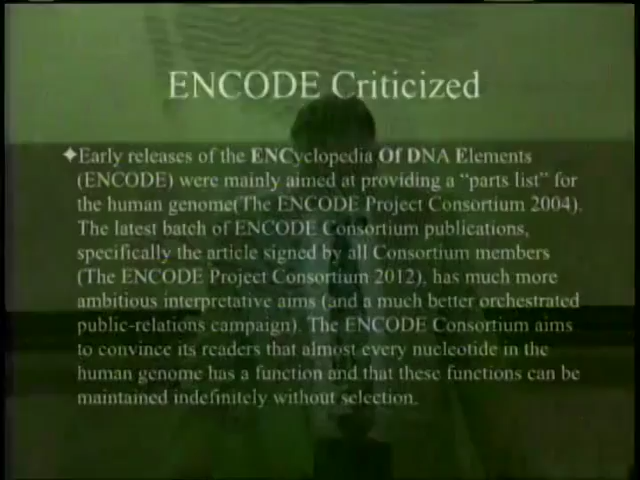 ENCODE Criticized
✦Early releases of the ENCyclopedia Of DNA Elements
(ENCODE) were mainly aimed at providing a “parts list” for
the human genome(The ENCODE Project Consortium 2004).
The latest batch of ENCODE Consortium publications,
specifically the article signed by all Consortium members
(The ENCODE Project Consortium 2012), has much more
ambitious interpretative aims (and a much better orchestrated
public-relations campaign). The ENCODE Consortium aims
to convince its readers that almost every nucleotide in the
human genome has a function and that these functions can be
maintained indefinitely without selection.